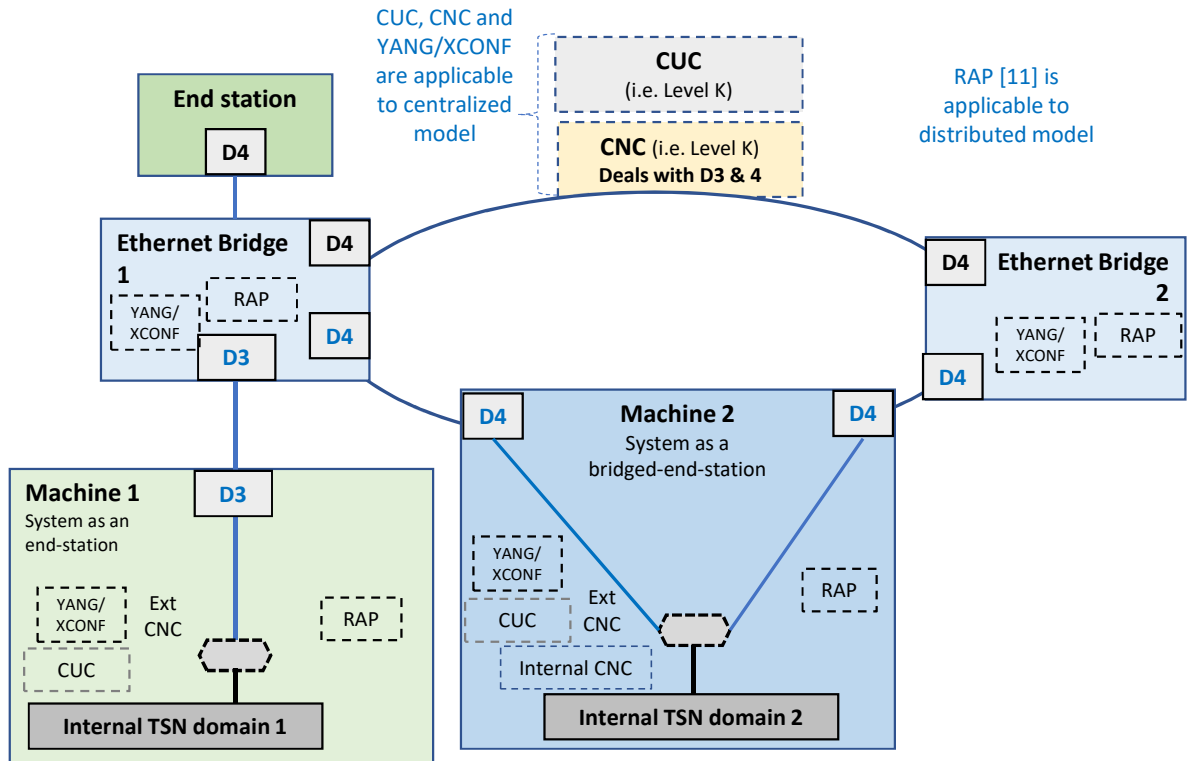 CUC, CNC and
YANG/XCONF
are applicable
to centralized
model
CUC
(i.e. Level K)
CNC (i.e. Level K)
Deals with D3 & 4
RAP [11] is
applicable to
distributed model
End station
D4
Ethernet Bridge
1
D4
RAP
YANG/
XCONF
D4
D3
D4
Ethernet Bridge
2
YANG/
XCONF
RAP
D4
D4
Machine 2
D4
System as a
bridged-end-station
YANG/
XCONF
Ext
CNC
CUC
RAP
Internal CNC
Internal TSN domain 2
D3
Machine 1
System as an
end-station
YANG/
XCONF
Ext
CNC
RAP
CUC
Internal TSN domain 1